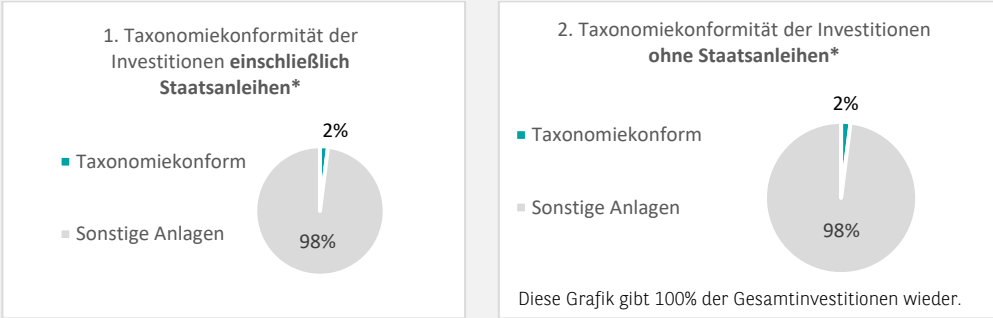 1. Taxonomiekonformität der
Investitionen einschließlich
Staatsanleihen*
2%
Taxonomiekonform
Sonstige Anlagen
98%
2. Taxonomiekonformität der Investitionen
ohne Staatsanleihen*
2%
Taxonomiekonform
Sonstige Anlagen
98%
Diese Grafik gibt 100% der Gesamtinvestitionen wieder.